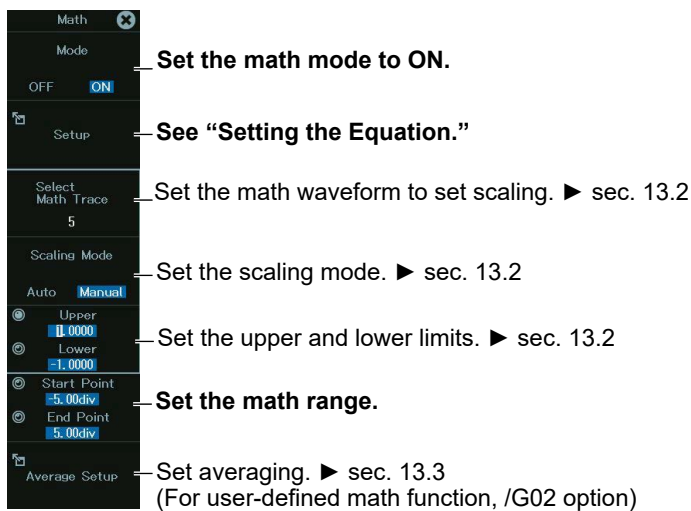 Math
Mode
OFF ON
Set the math mode to ON.
Setup
See “Setting the Equation.”
Select
Math Trace
5
Set the math waveform to set scaling. ► sec. 13.2
Scaling Mode
Auto Manual
Set the scaling mode. ► sec. 13.2
Upper
1.0000
Lower
-1.0000
Set the upper and lower limits. ► sec. 13.2
Start Point
-5.00div
End Point
5.00div
Set the math range.
Average Setup
Set averaging. ► sec. 13.3
(For user-defined math function, /G02 option)